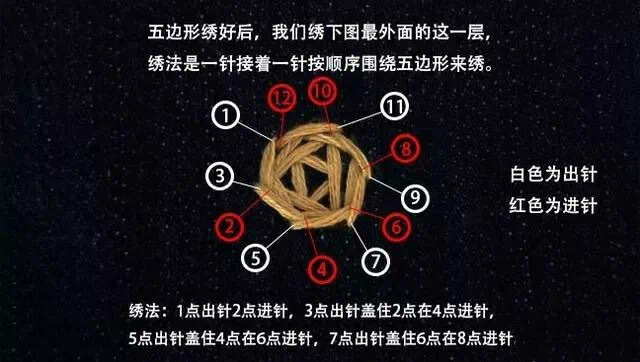 五边形绣好后，我们绣下图最外面的这一层，
绣法是一针接着一针按顺序围绕五边形来绣。
12 10 11
1
8
3 白色为出针
9
2 红色为进针
6
5 7
4
绣法：1点出针2点进针，3点出针盖住2点在4点进针，
5点出针盖住4点在6点进针，7点出针盖住6在8点进针